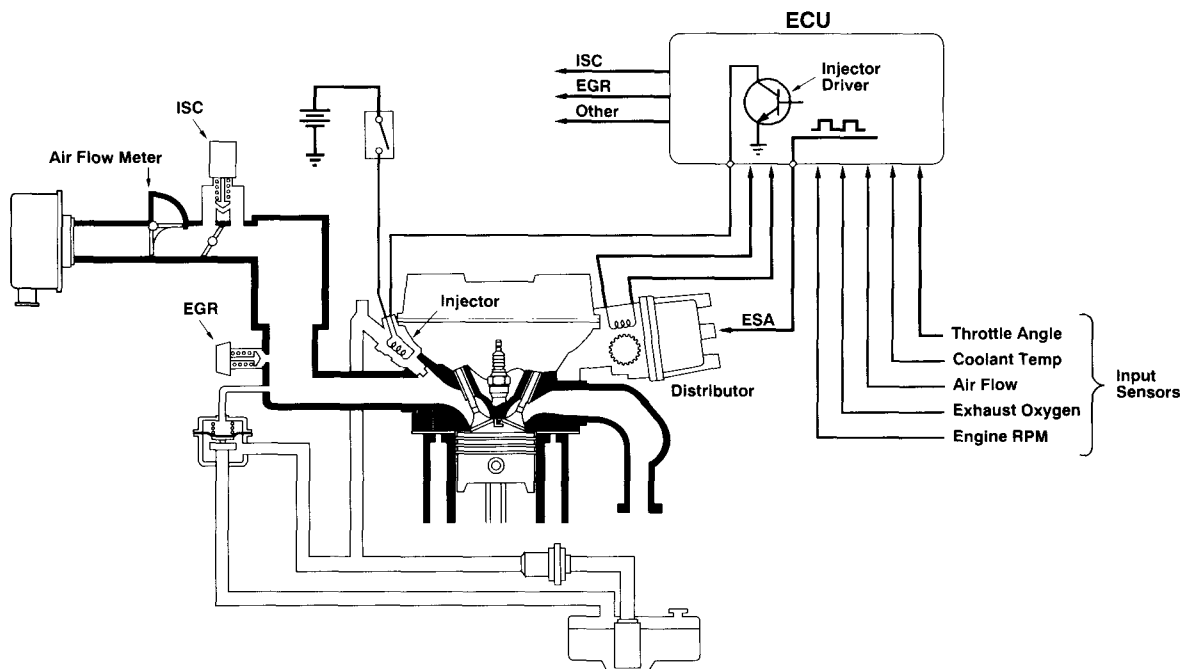 ECU
ISC
EGR
Other
Injector
Driver
ISC
Air Flow Meter
EGR
Injector
ESA
Distributor
Throttle Angle
Coolant Temp
Air Flow
Exhaust Oxygen
Engine RPM
Input
Sensors